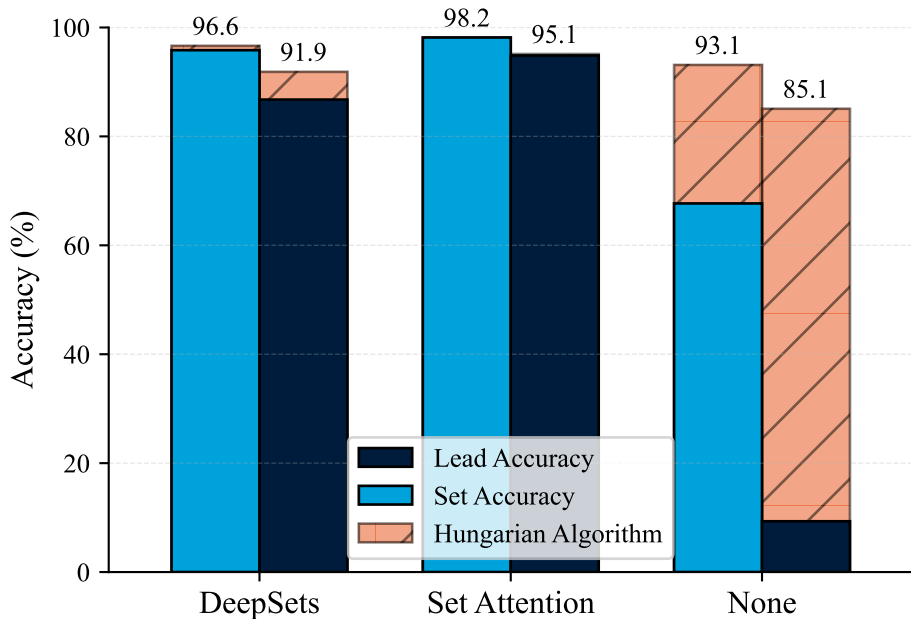 100
80
60
40
20
0
Accuracy (%)
96.6
91.9
98.2
95.1
93.1
85.1
Lead Accuracy
Set Accuracy
Hungarian Algorithm
DeepSets
Set Attention
None